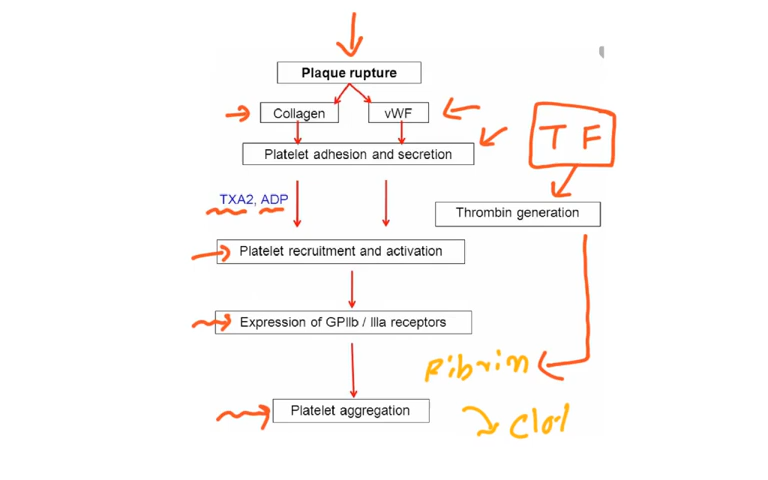 Plaque rupture
Collagen
vWF
Platelet adhesion and secretion
TF
TXA2, ADP
Thrombin generation
Platelet recruitment and activation
Expression of GPIIb / IIIa receptors
Fibrin
Platelet aggregation
Clot